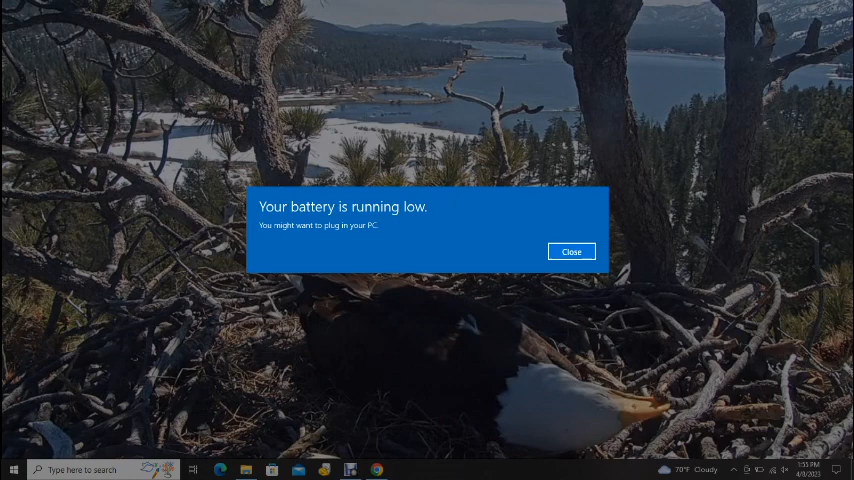 Your battery is running low.
You might want to plug in your PC.
Close
Type here to search
70°F Cloudy
1:55 PM
4/8/2023